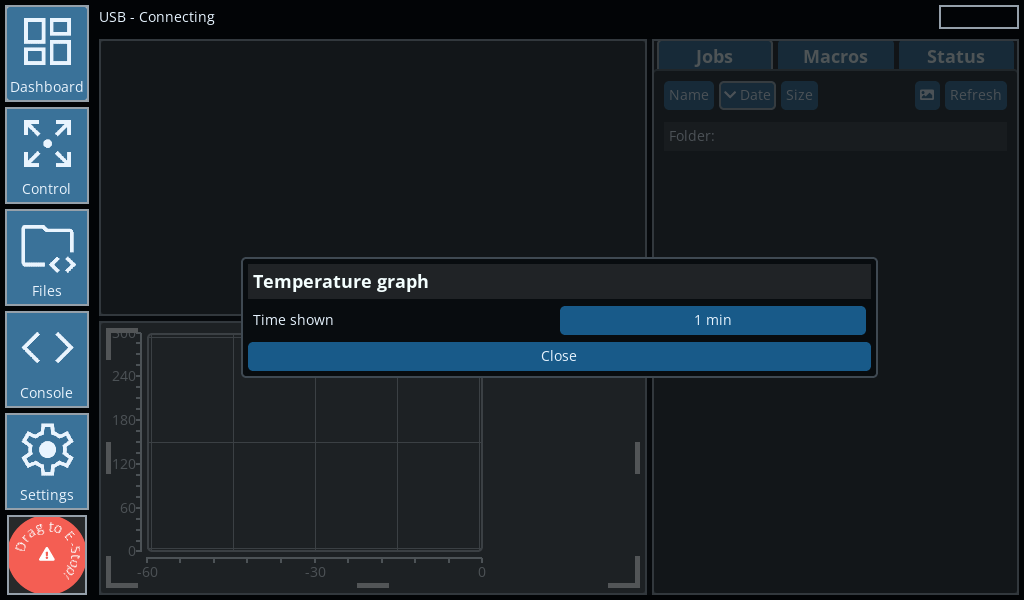 USB - Connecting
Dashboard
Control
Files
Console
Settings
Drag to E-Stop!
Jobs Macros Status
Name Date Size Refresh
Folder:
Temperature graph
Time shown 1 min
Close
300
240
180
120
60
0
-60 -30 0